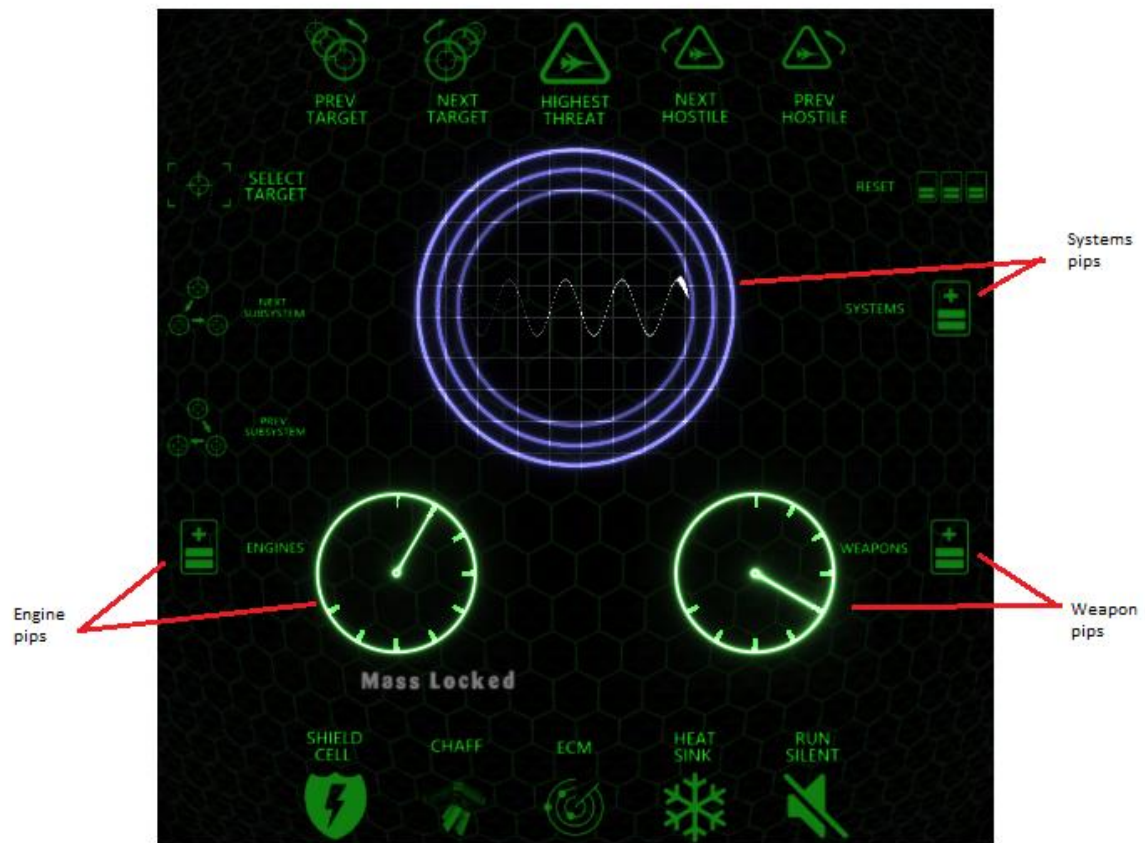 PREV
TARGET
NEXT
TARGET
HIGHEST
THREAT
NEXT
HOSTILE
PREV
HOSTILE
SELECT
TARGET
RESET
Systems
pips
NEXT
SUBSYSTEM
SYSTEMS
PREV.
SUBSYSTEM
ENGINES
WEAPONS
Engine
pips
Weapon
pips
Mass Locked
SHIELD
CELL
CHAFF
ECM
HEAT
SINK
RUN
SILENT